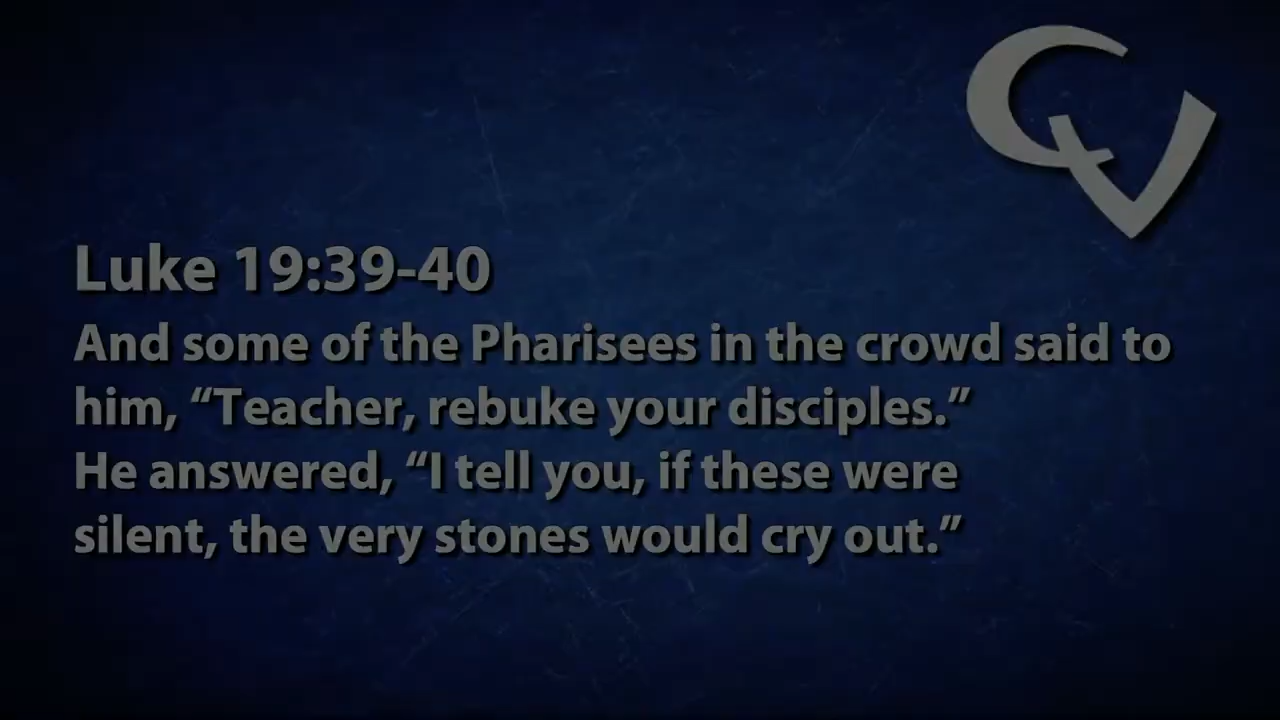 CV
Luke 19:39-40
And some of the Pharisees in the crowd said to
him, “Teacher, rebuke your disciples.”
He answered, “I tell you, if these were
silent, the very stones would cry out.”